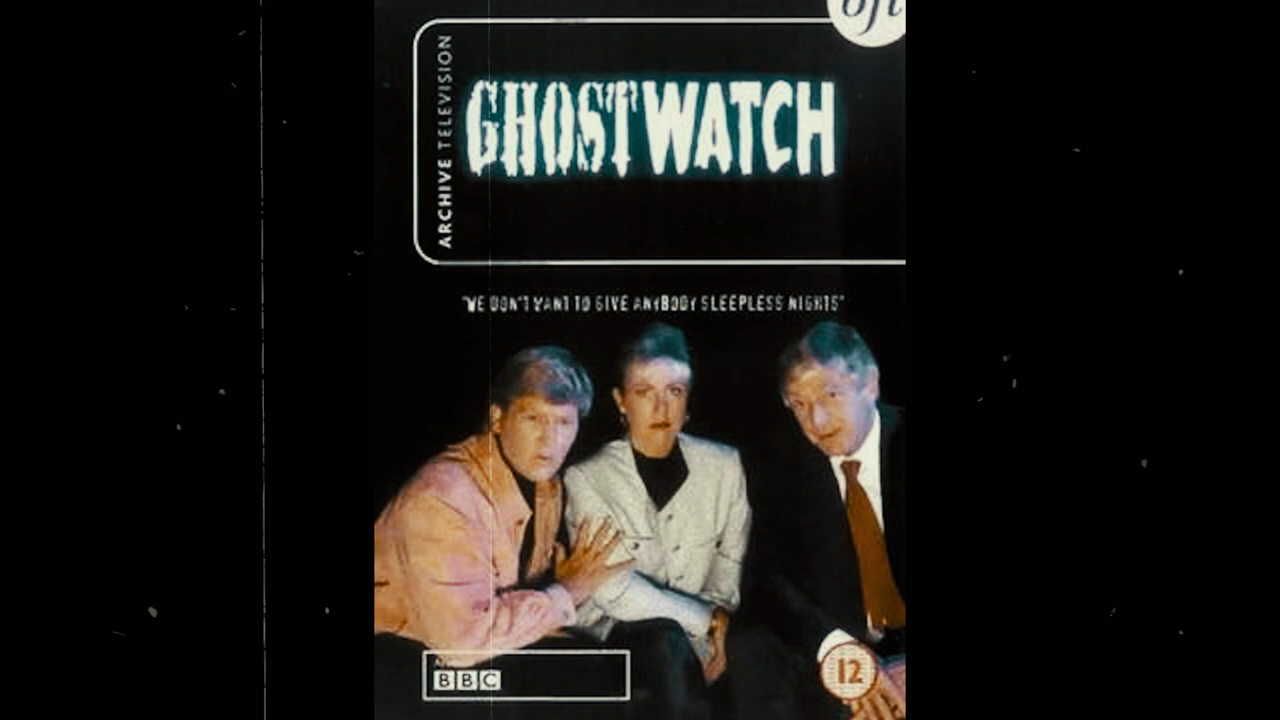 bfi
ARCHIVE TELEVISION
GHOSTWATCH
"WE DON'T WANT TO GIVE ANYBODY SLEEPLESS NIGHTS"
BBC
12